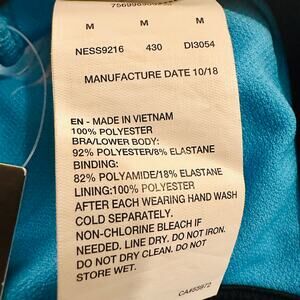 M M M
NESS9216 430 DI3054
MANUFACTURE DATE 10/18
EN - MADE IN VIETNAM
100% POLYESTER
BRA/LOWER BODY:
92% POLYESTER/8% ELASTANE
BINDING:
82% POLYAMIDE/18% ELASTANE
LINING:100% POLYESTER
AFTER EACH WEARING HAND WASH
COLD SEPARATELY.
NON-CHLORINE BLEACH IF
NEEDED. LINE DRY. DO NOT IRON.
DO NOT DRY CLEAN. DO NOT
STORE WET.